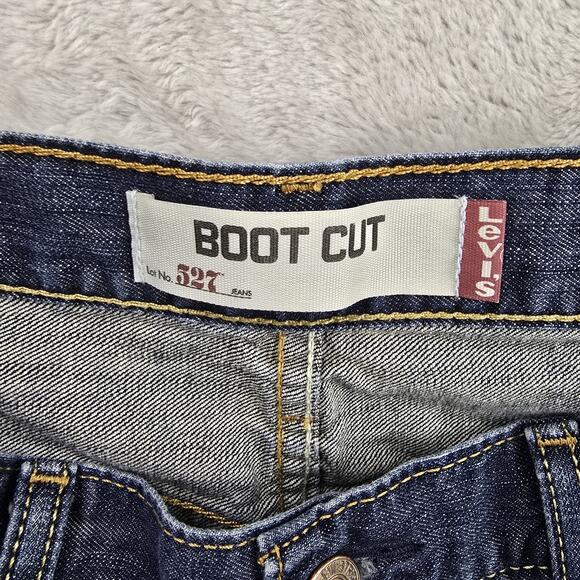 BOOT CUT
Lot No. 527 JEANS
Levi's